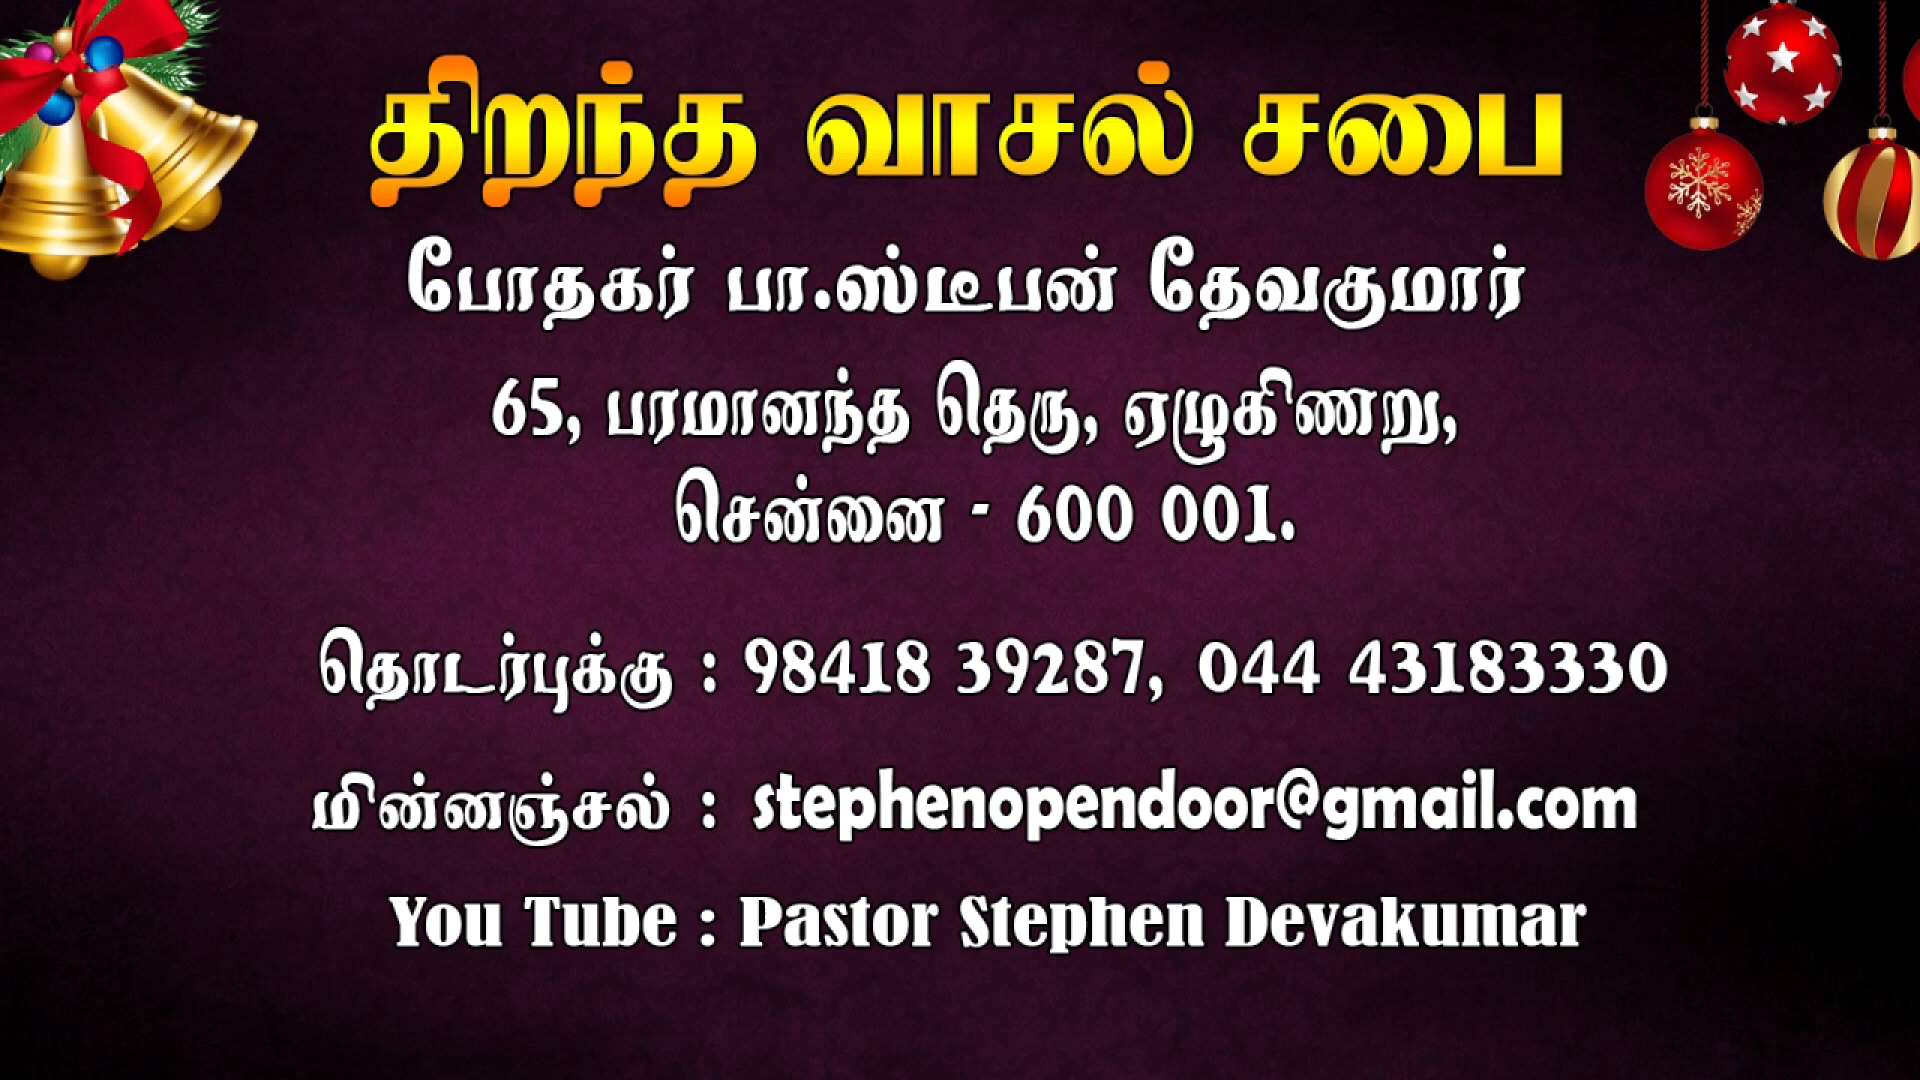 திறந்த வாசல் சபை
போதகர் பா.ஸ்டீபன் தேவகுமார்
65, பரமானந்த தெரு, ஏழுகிணறு,
சென்னை - 600 001.
தொடர்புக்கு : 98418 39287, 044 43183330
மின்னஞ்சல் : stephenopendoor@gmail.com
You Tube : Pastor Stephen Devakumar